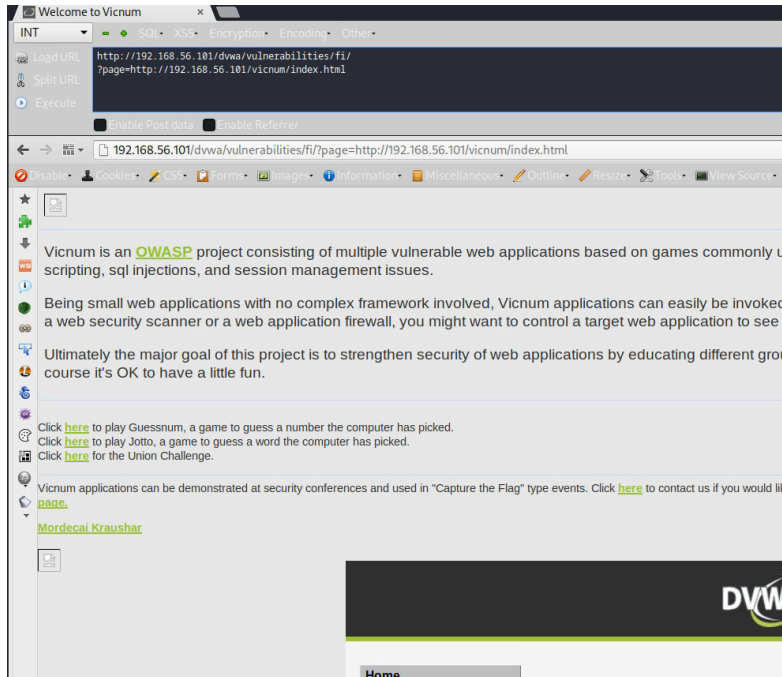 Welcome to Vicnum ×
INT SQL XSS Encryption Encoding Other
Load URL http://192.168.56.101/dvwa/vulnerabilities/fi/
Split URL ?page=http://192.168.56.101/vicnum/index.html
Execute
Enable Post data Enable Referrer
192.168.56.101/dvwa/vulnerabilities/fi/?page=http://192.168.56.101/vicnum/index.html
Disable Cookies CSS Forms Images Information Miscellaneous Outline Resize Tools View Source
Vicnum is an OWASP project consisting of multiple vulnerable web applications based on games commonly u
scripting, sql injections, and session management issues.
Being small web applications with no complex framework involved, Vicnum applications can easily be invoked
a web security scanner or a web application firewall, you might want to control a target web application to see
Ultimately the major goal of this project is to strengthen security of web applications by educating different grou
course it's OK to have a little fun.
Click here to play Guessnum, a game to guess a number the computer has picked.
Click here to play Jotto, a game to guess a word the computer has picked.
Click here for the Union Challenge.
Vicnum applications can be demonstrated at security conferences and used in "Capture the Flag" type events. Click here to contact us if you would li
page.
Mordecai Kraushar
DVW
Home